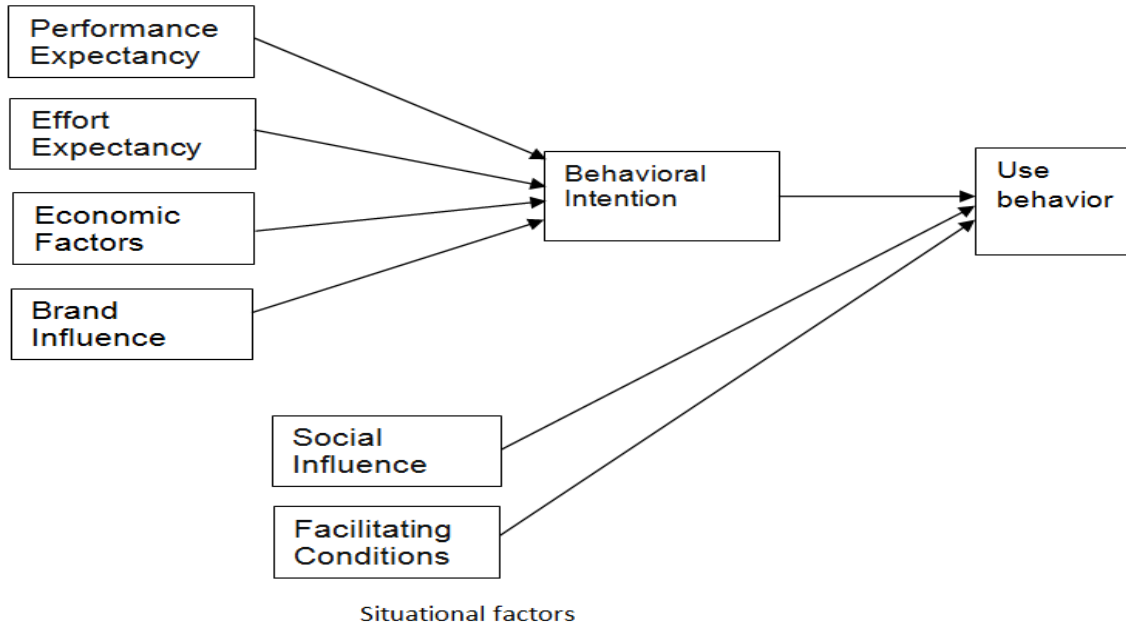 Performance
Expectancy
Effort
Expectancy
Economic
Factors
Brand
Influence
Behavioral
Intention
Use
behavior
Social
Influence
Facilitating
Conditions
Situational factors